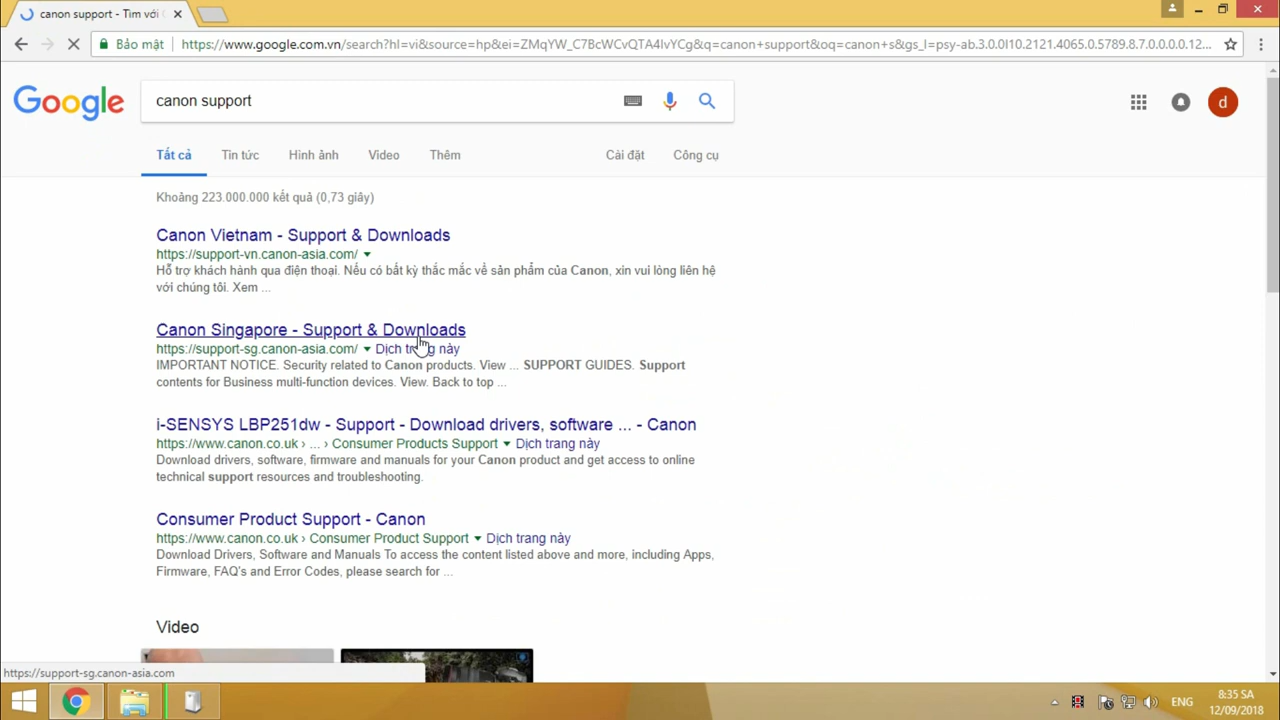 canon support - Tìm với G
Bảo mật https://www.google.com.vn/search?hl=vi&source=hp&ei=ZMqYW_C7BcWCvQTA4IvYCg&q=canon+support&oq=canon+s&gs_l=psy-ab.3.0.0l10.2121.4065.0.5789.8.7.0.0.0.0.12...
Google
canon support
d
Tất cả Tin tức Hình ảnh Video Thêm Cài đặt Công cụ
Khoảng 223.000.000 kết quả (0,73 giây)
Canon Vietnam - Support & Downloads
https://support-vn.canon-asia.com/
Hỗ trợ khách hành qua điện thoại. Nếu có bất kỳ thắc mắc về sản phẩm của Canon, xin vui lòng liên hệ
với chúng tôi. Xem ...
Canon Singapore - Support & Downloads
https://support-sg.canon-asia.com/ Dịch trang này
IMPORTANT NOTICE. Security related to Canon products. View ... SUPPORT GUIDES. Support
contents for Business multi-function devices. View. Back to top ...
i-SENSYS LBP251dw - Support - Download drivers, software ... - Canon
https://www.canon.co.uk › ... › Consumer Products Support Dịch trang này
Download drivers, software, firmware and manuals for your Canon product and get access to online
technical support resources and troubleshooting.
Consumer Product Support - Canon
https://www.canon.co.uk › Consumer Product Support Dịch trang này
Download Drivers, Software and Manuals To access the content listed above and more, including Apps,
Firmware, FAQ's and Error Codes, please search for ...
Video
https://support-sg.canon-asia.com
ENG
8:35 SA
12/09/2018